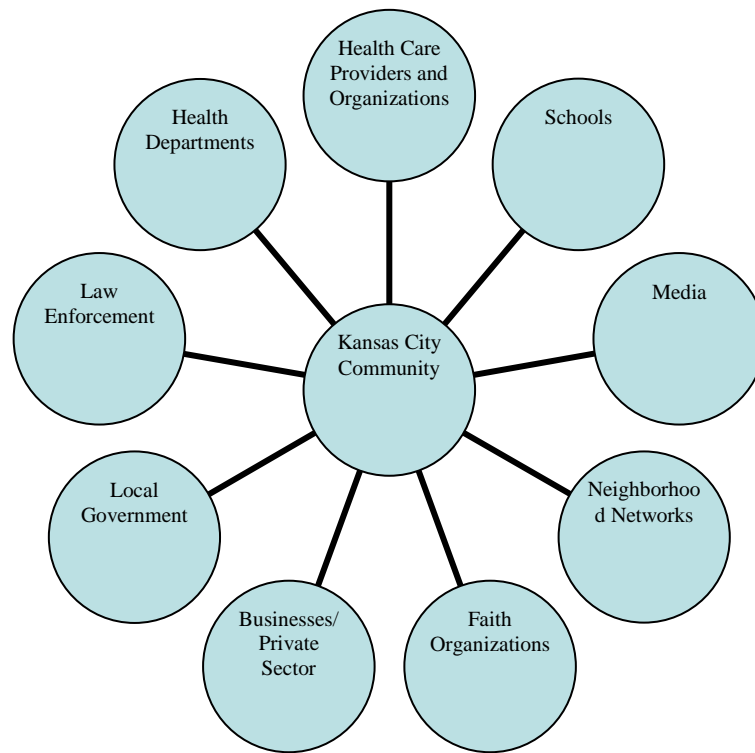 Health Care
Providers and
Organizations
Schools
Media
Neighborhoo
d Networks
Faith
Organizations
Businesses/
Private
Sector
Local
Government
Law
Enforcement
Health
Departments
Kansas City
Community